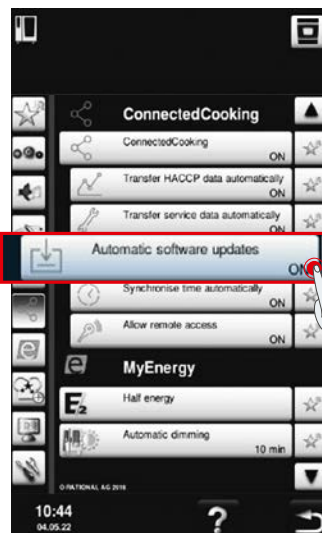 ConnectedCooking
ConnectedCooking
ON
Transfer HACCP data automatically
ON
Transfer service data automatically
ON
Automatic software updates
ON
Synchronise time automatically
ON
Allow remote access
ON
MyEnergy
E/2
Half energy
Automatic dimming
10 min
© RATIONAL AG 2018
10:44
04.05.22
?